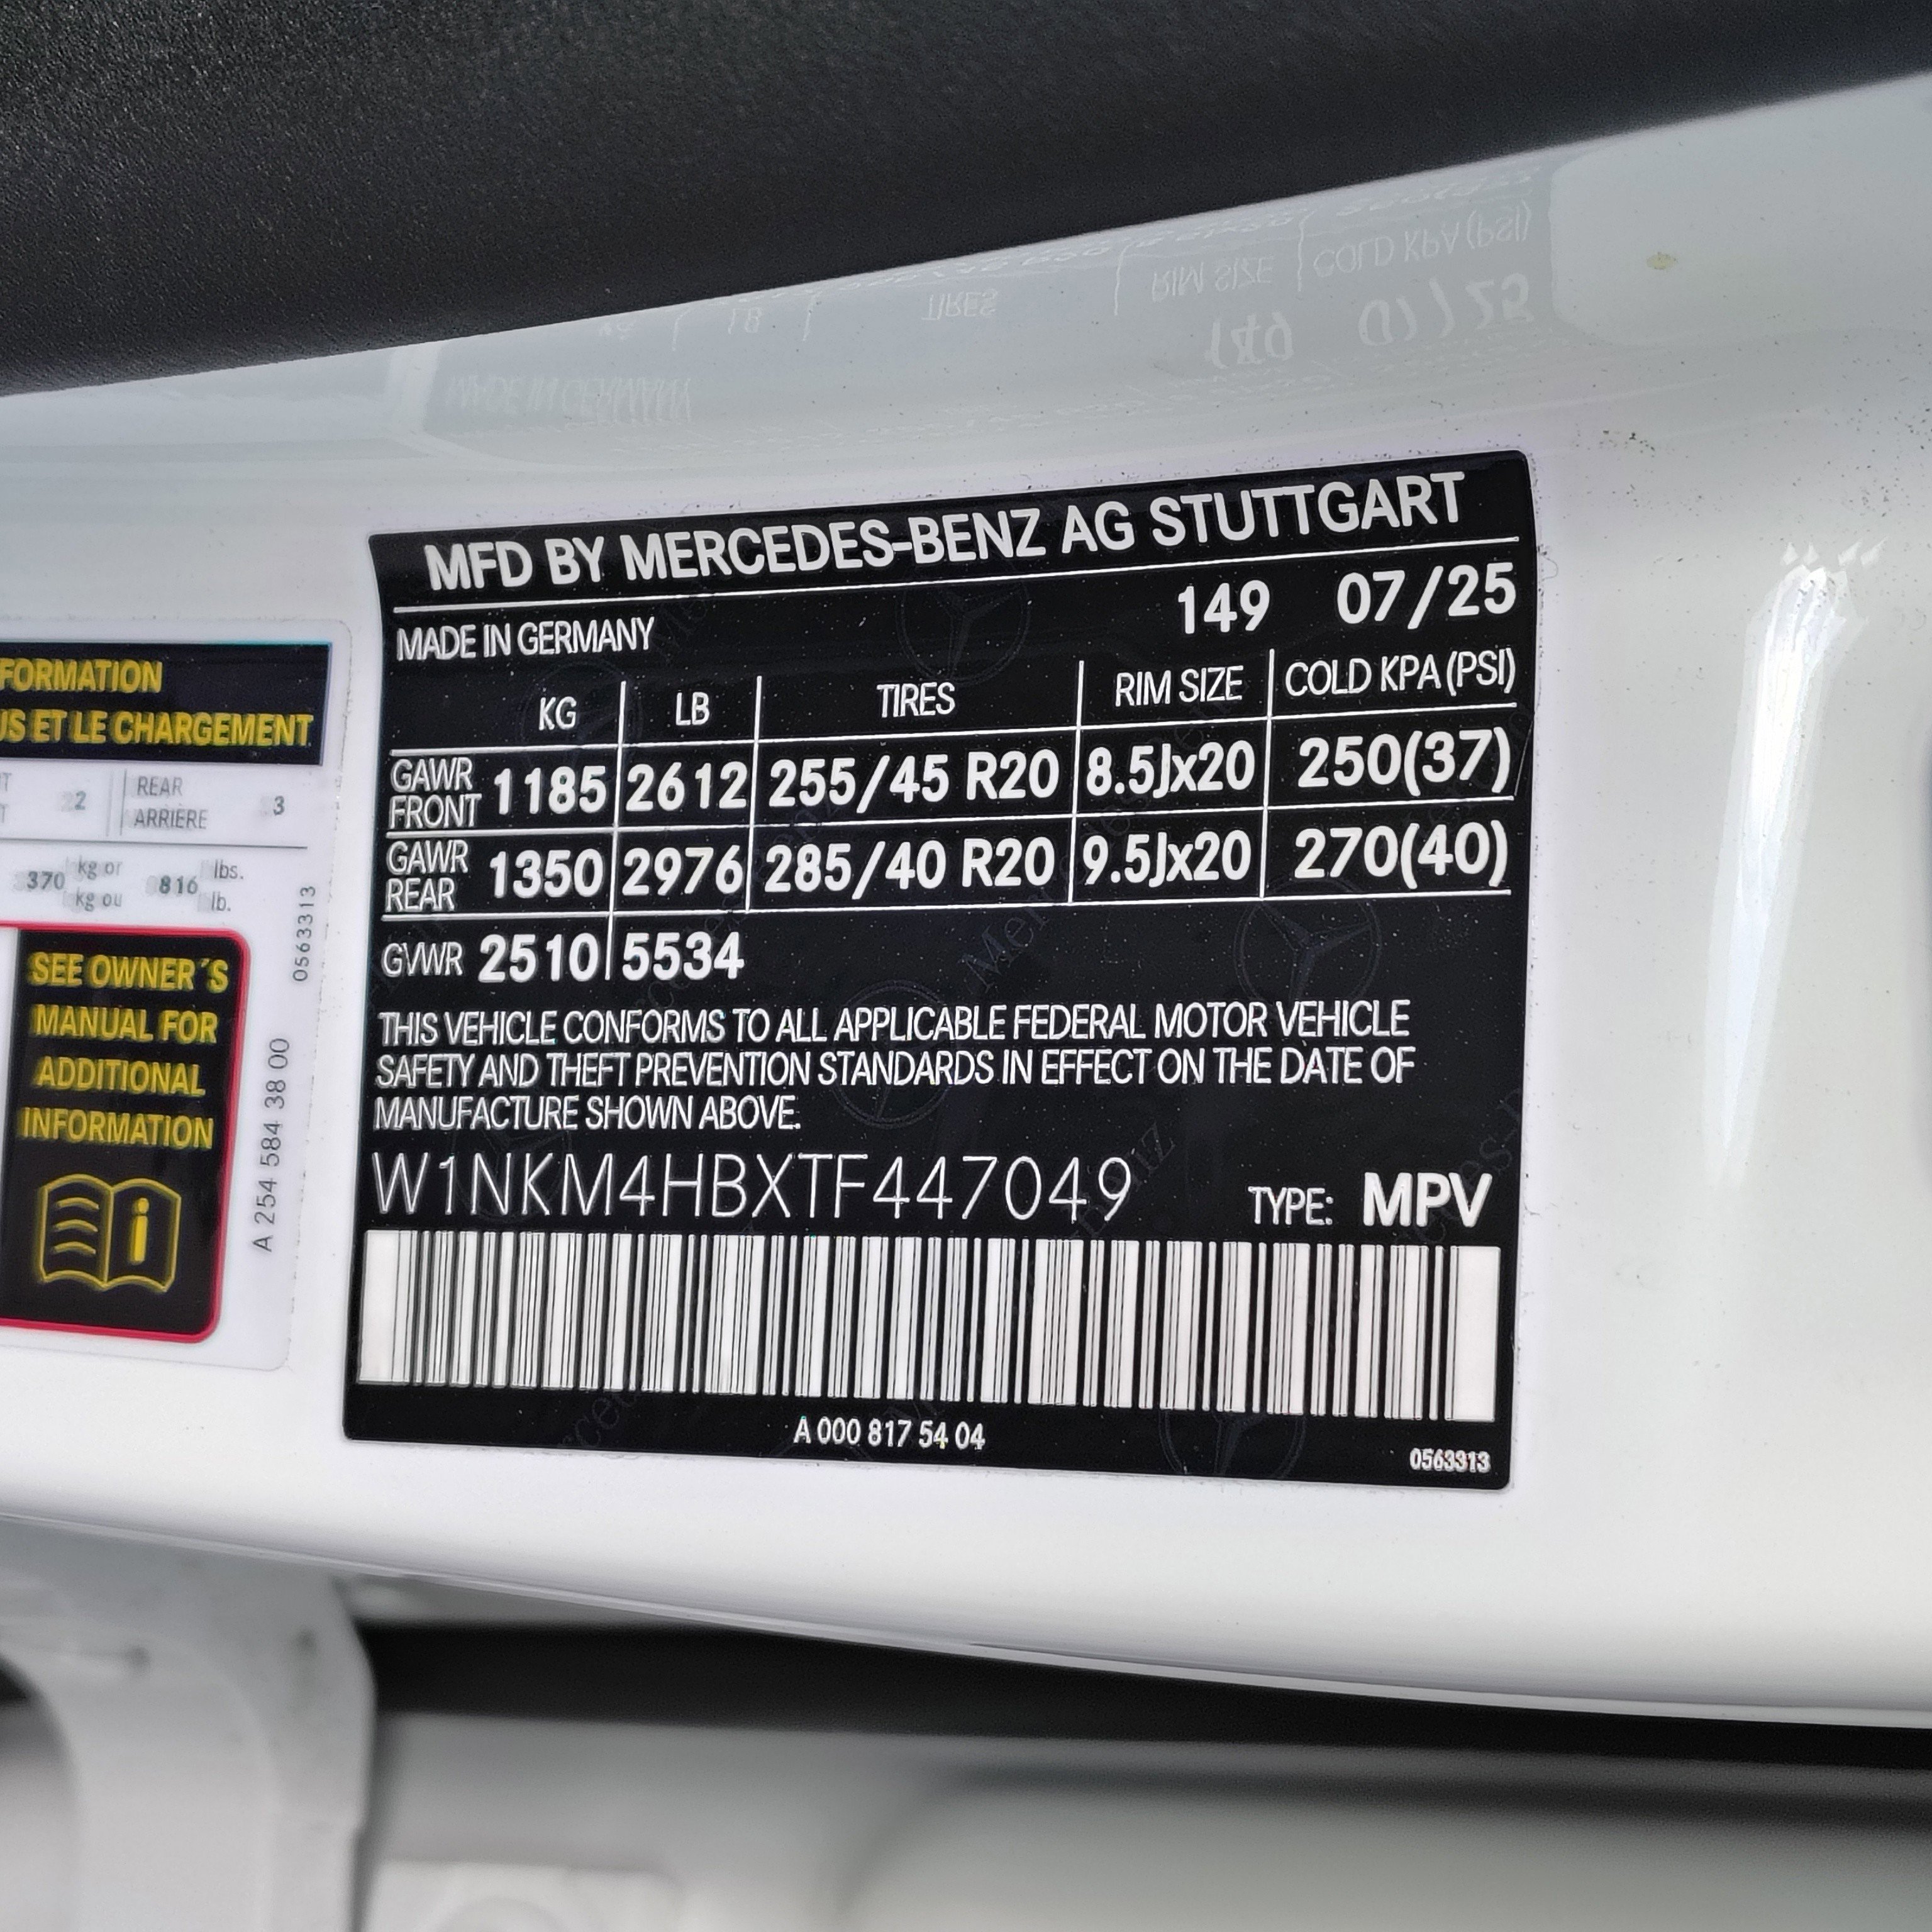 FORMATION
US ET LE CHARGEMENT
2
REAR
ARRIÈRE
3
370 kg or
kg ou
816 lbs.
lb.
0563313
SEE OWNER´S
MANUAL FOR
ADDITIONAL
INFORMATION
i
A 254 584 38 00
MFD BY MERCEDES-BENZ AG STUTTGART
MADE IN GERMANY 149 07/25
KG LB TIRES RIM SIZE COLD KPA (PSI)
GAWR
FRONT 1185 2612 255/45 R20 8.5Jx20 250(37)
GAWR
REAR 1350 2976 285/40 R20 9.5Jx20 270(40)
GVWR 2510 5534
THIS VEHICLE CONFORMS TO ALL APPLICABLE FEDERAL MOTOR VEHICLE
SAFETY AND THEFT PREVENTION STANDARDS IN EFFECT ON THE DATE OF
MANUFACTURE SHOWN ABOVE.
W1NKM4HBXTF447049 TYPE: MPV
A 000 817 54 04
0563313